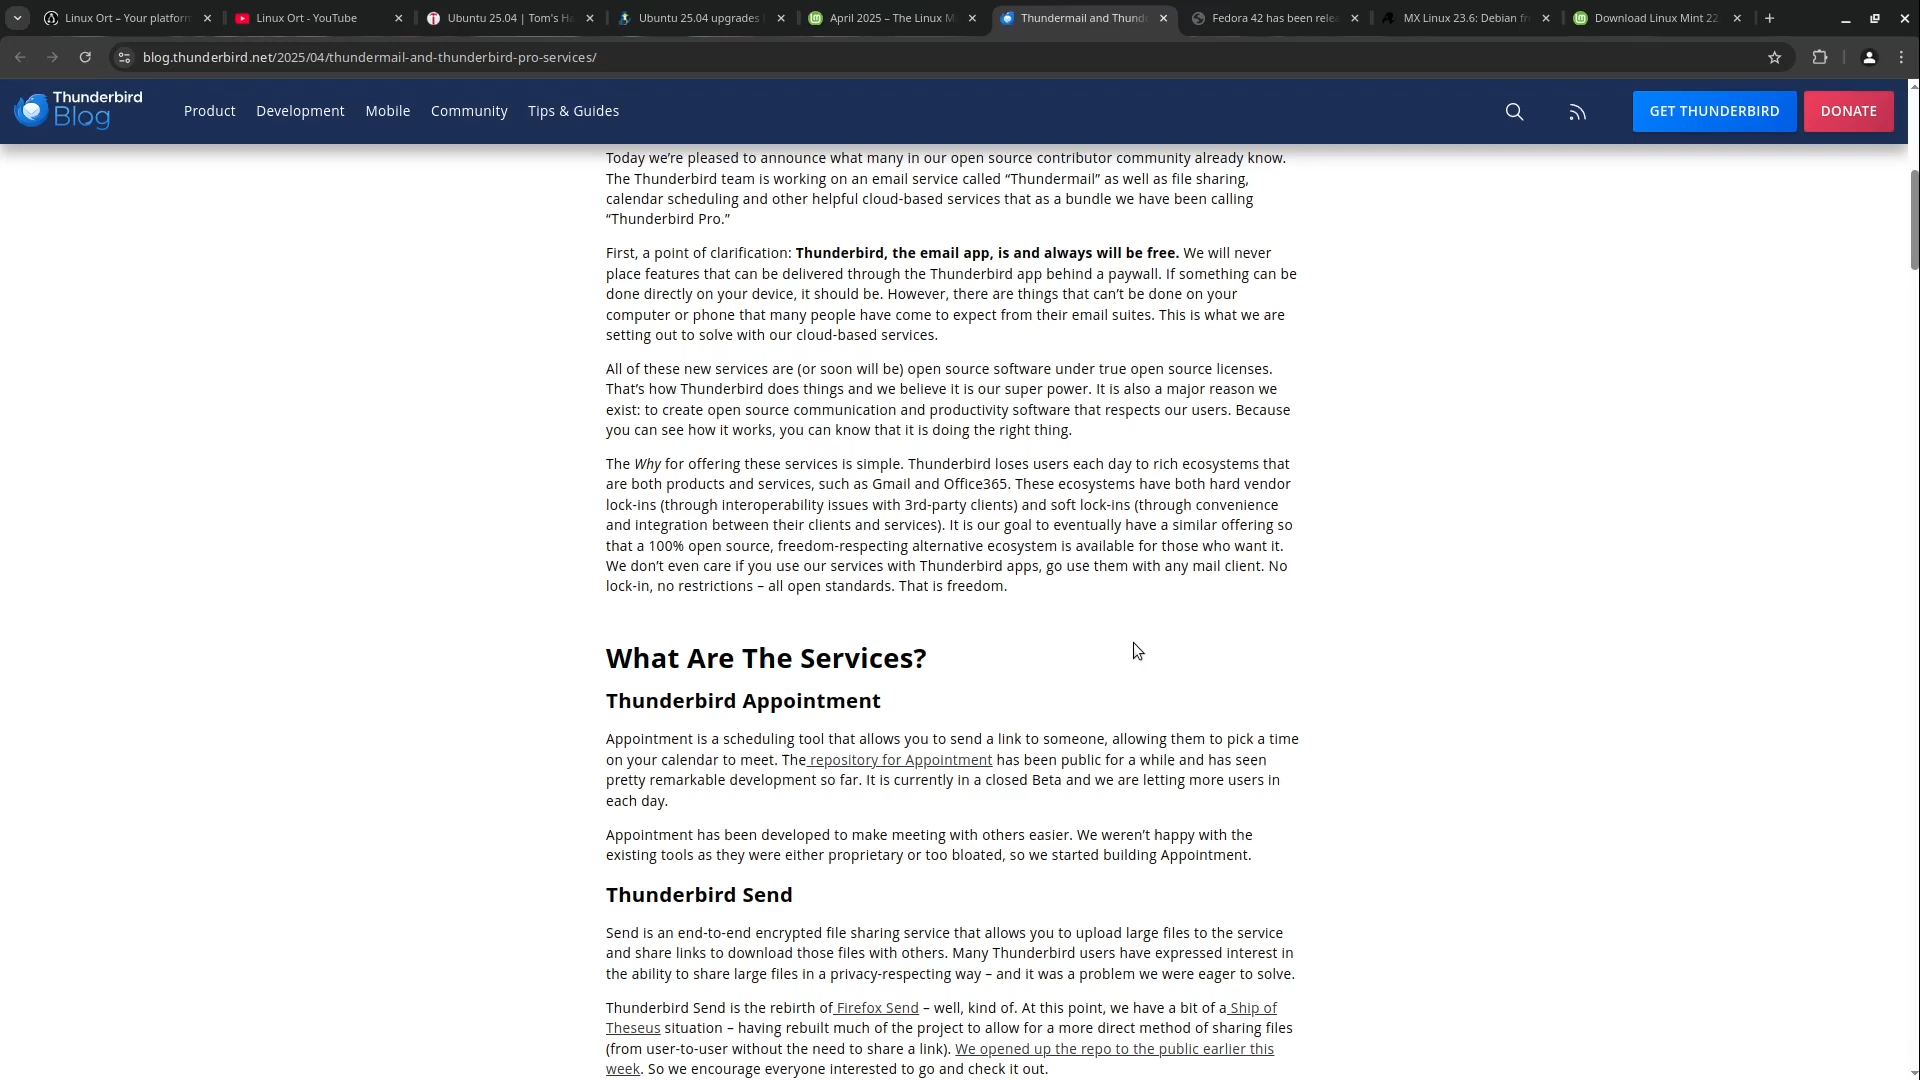 Linux Ort – Your platform
Linux Ort - YouTube
Ubuntu 25.04 | Tom's Ha
Ubuntu 25.04 upgrades
April 2025 – The Linux M
Thundermail and Thund
Fedora 42 has been rele
MX Linux 23.6: Debian fr
Download Linux Mint 22
blog.thunderbird.net/2025/04/thundermail-and-thunderbird-pro-services/
Thunderbird
Blog
Product
Development
Mobile
Community
Tips & Guides
GET THUNDERBIRD
DONATE
Today we’re pleased to announce what many in our open source contributor community already know.
The Thunderbird team is working on an email service called “Thundermail” as well as file sharing,
calendar scheduling and other helpful cloud-based services that as a bundle we have been calling
“Thunderbird Pro.”
First, a point of clarification: Thunderbird, the email app, is and always will be free. We will never
place features that can be delivered through the Thunderbird app behind a paywall. If something can be
done directly on your device, it should be. However, there are things that can’t be done on your
computer or phone that many people have come to expect from their email suites. This is what we are
setting out to solve with our cloud-based services.
All of these new services are (or soon will be) open source software under true open source licenses.
That’s how Thunderbird does things and we believe it is our super power. It is also a major reason we
exist: to create open source communication and productivity software that respects our users. Because
you can see how it works, you can know that it is doing the right thing.
The Why for offering these services is simple. Thunderbird loses users each day to rich ecosystems that
are both products and services, such as Gmail and Office365. These ecosystems have both hard vendor
lock-ins (through interoperability issues with 3rd-party clients) and soft lock-ins (through convenience
and integration between their clients and services). It is our goal to eventually have a similar offering so
that a 100% open source, freedom-respecting alternative ecosystem is available for those who want it.
We don’t even care if you use our services with Thunderbird apps, go use them with any mail client. No
lock-in, no restrictions – all open standards. That is freedom.
What Are The Services?
Thunderbird Appointment
Appointment is a scheduling tool that allows you to send a link to someone, allowing them to pick a time
on your calendar to meet. The repository for Appointment has been public for a while and has seen
pretty remarkable development so far. It is currently in a closed Beta and we are letting more users in
each day.
Appointment has been developed to make meeting with others easier. We weren’t happy with the
existing tools as they were either proprietary or too bloated, so we started building Appointment.
Thunderbird Send
Send is an end-to-end encrypted file sharing service that allows you to upload large files to the service
and share links to download those files with others. Many Thunderbird users have expressed interest in
the ability to share large files in a privacy-respecting way – and it was a problem we were eager to solve.
Thunderbird Send is the rebirth of Firefox Send – well, kind of. At this point, we have a bit of a Ship of
Theseus situation – having rebuilt much of the project to allow for a more direct method of sharing files
(from user-to-user without the need to share a link). We opened up the repo to the public earlier this
week. So we encourage everyone interested to go and check it out.